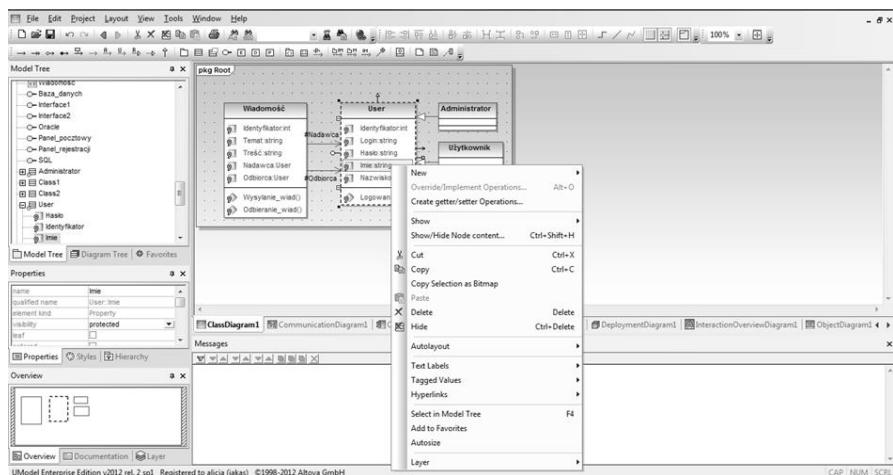 File Edit Project Layout View Tools Window Help
100%
Model Tree
Wiadomość
Baza_danych
Interface1
Interface2
Oracle
Panel_pocztowy
Panel_rejestracji
SQL
Administrator
Class1
Class2
User
Hasło
Identyfikator
Imie
Model Tree Diagram Tree Favorites
Properties
name Imie
qualified name User::Imie
element kind Property
visibility protected
leaf
Properties Styles Hierarchy
Overview
Overview Documentation Layer
pkg Root
Wiadomość
Identyfikator:int
Temat:string
Treść:string
Nadawca:User
Odbiorca:User
Wysyłanie_wiad()
Odbieranie_wiad()
#Nadawca
#Odbiorca
User
Identyfikator:int
Login:string
Hasło:string
Imie:string
Nazwisko
Logowan
Administrator
Użytkownik
New
Override/Implement Operations... Alt+O
Create getter/setter Operations...
Show
Show/Hide Node content... Ctrl+Shift+H
Cut Ctrl+X
Copy Ctrl+C
Copy Selection as Bitmap
Paste
Delete Delete
Hide Ctrl+Delete
Autolayout
Text Labels
Tagged Values
Hyperlinks
Select in Model Tree F4
Add to Favorites
Autosize
Layer
ClassDiagram1 CommunicationDiagram1 DeploymentDiagram1 InteractionOverviewDiagram1 ObjectDiagram1
Messages
UModel Enterprise Edition v2012 rel. 2 sp1 Registered to alicia (jakas) ©1998-2012 Altova GmbH CAP NUM SCRL